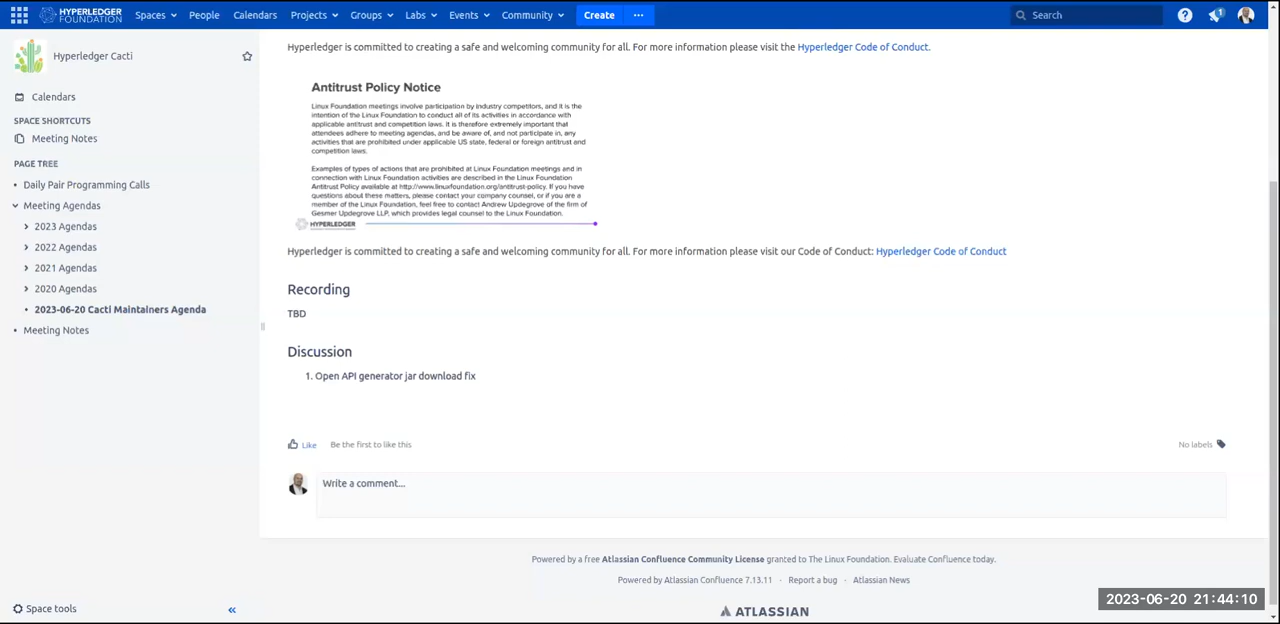 HYPERLEDGER FOUNDATION Spaces People Calendars Projects Groups Labs Events Community Create ··· Search 1
Hyperledger Cacti
Calendars
SPACE SHORTCUTS
Meeting Notes
PAGE TREE
Daily Pair Programming Calls
Meeting Agendas
2023 Agendas
2022 Agendas
2021 Agendas
2020 Agendas
2023-06-20 Cacti Maintainers Agenda
Meeting Notes
Space tools
Hyperledger is committed to creating a safe and welcoming community for all. For more information please visit the Hyperledger Code of Conduct.
Antitrust Policy Notice
Linux Foundation meetings involve participation by industry competitors, and it is the
intention of the Linux Foundation to conduct all of its activities in accordance with
applicable antitrust and competition laws. It is therefore extremely important that
attendees adhere to meeting agendas, and be aware of, and not participate in, any
activities that are prohibited under applicable US state, federal or foreign antitrust and
competition laws.
Examples of types of actions that are prohibited at Linux Foundation meetings and in
connection with Linux Foundation activities are described in the Linux Foundation
Antitrust Policy available at http://www.linuxfoundation.org/antitrust-policy. If you have
questions about these matters, please contact your company counsel, or if you are a
member of the Linux Foundation, feel free to contact Andrew Updegrove of the firm of
Gesmer Updegrove LLP, which provides legal counsel to the Linux Foundation.
HYPERLEDGER
Hyperledger is committed to creating a safe and welcoming community for all. For more information please visit our Code of Conduct: Hyperledger Code of Conduct
Recording
TBD
Discussion
1. Open API generator jar download fix
Like Be the first to like this No labels
Write a comment...
Powered by a free Atlassian Confluence Community License granted to The Linux Foundation. Evaluate Confluence today.
Powered by Atlassian Confluence 7.13.11 · Report a bug · Atlassian News
ATLASSIAN
2023-06-20 21:44:10